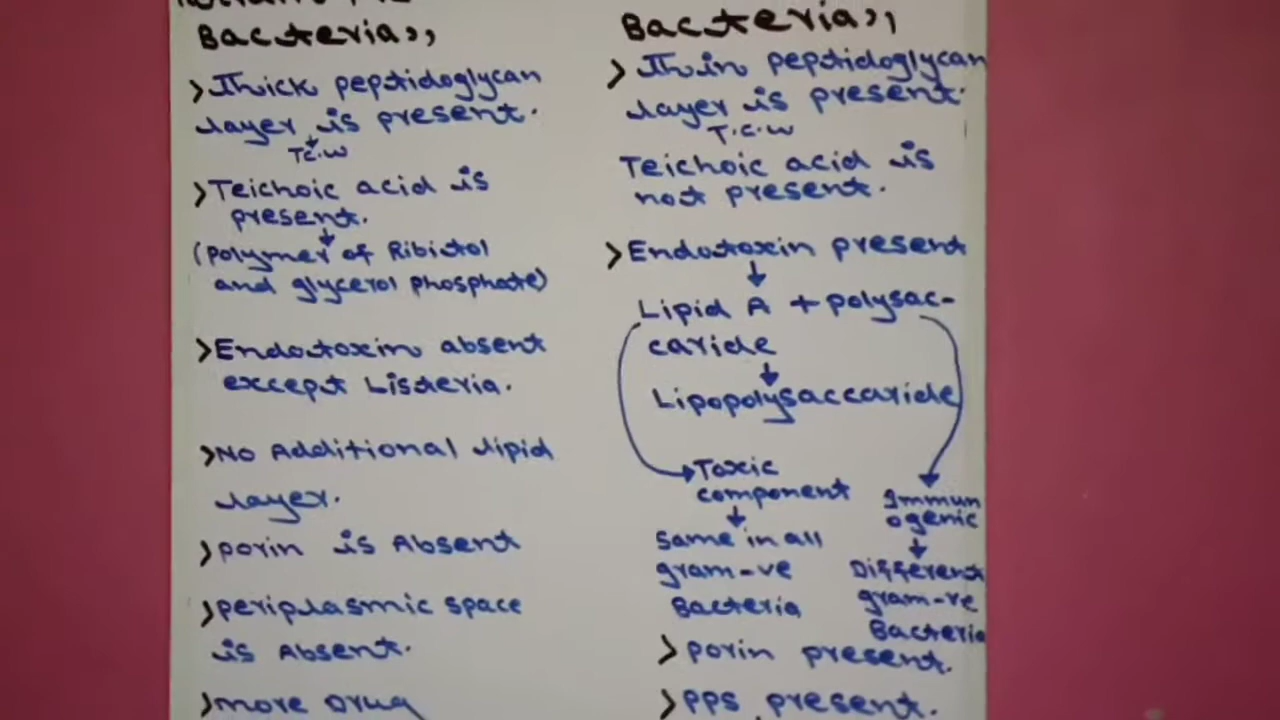 Bacteria,,
>Thick peptidoglycan
layer is present.
T.C.W
>Teichoic acid is
present.
(polymer of Ribitol
and glycerol phosphate)
>Endotoxin absent
except Listeria.
>No Additional lipid
layer.
>porin is Absent
>periplasmic space
is Absent.
>more Drug
Bacteria,,
>Thin peptidoglycan
layer is present.
T.C.W
Teichoic acid is
not present.
>Endotoxin present
Lipid A + polysac-
caride
Lipopolysaccaride
Toxic
component
same in all
gram-ve
Bacteria
Immun
ogenic
Different
gram-ve
Bacteria
>porin present.
>PPS present.